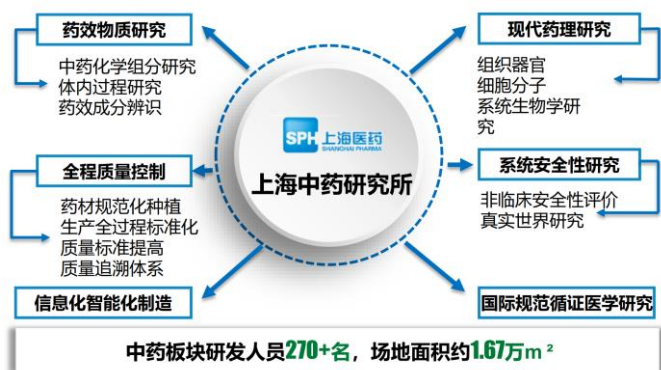 药效物质研究
中药化学组分研究
体内过程研究
药效成分辨识
全程质量控制
药材规范化种植
生产全过程标准化
质量标准提高
质量追溯体系
信息化智能化制造
SPH 上海医药
SHANGHAI PHARMA
上海中药研究所
现代药理研究
组织器官
细胞分子
系统生物学研
究
系统安全性研究
非临床安全性评价
真实世界研究
国际规范循证医学研究
中药板块研发人员270+名，场地面积约1.67万m²